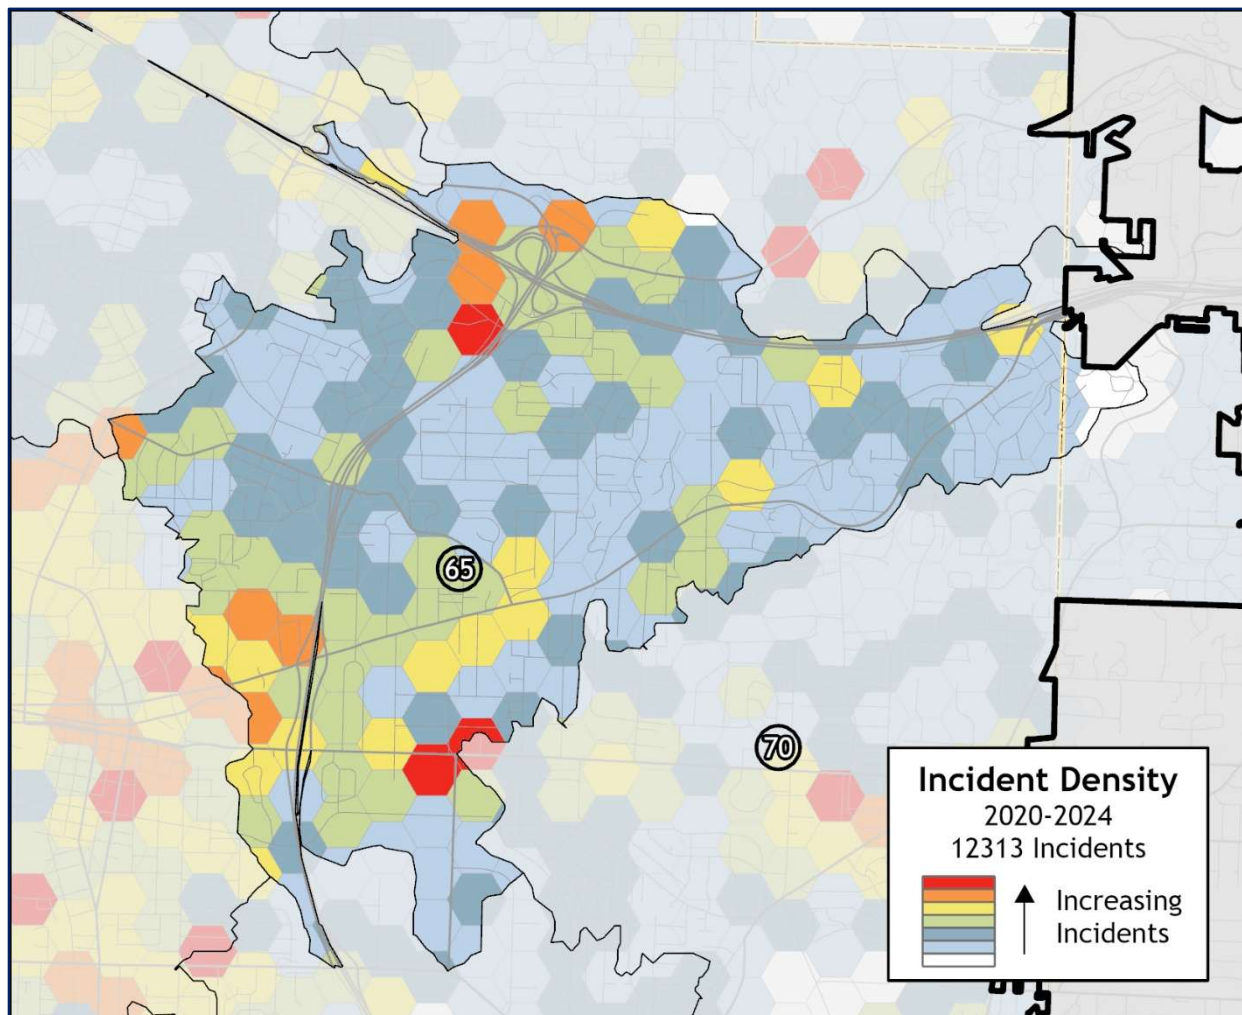 65
70
Incident Density
2020-2024
12313 Incidents
Increasing
Incidents